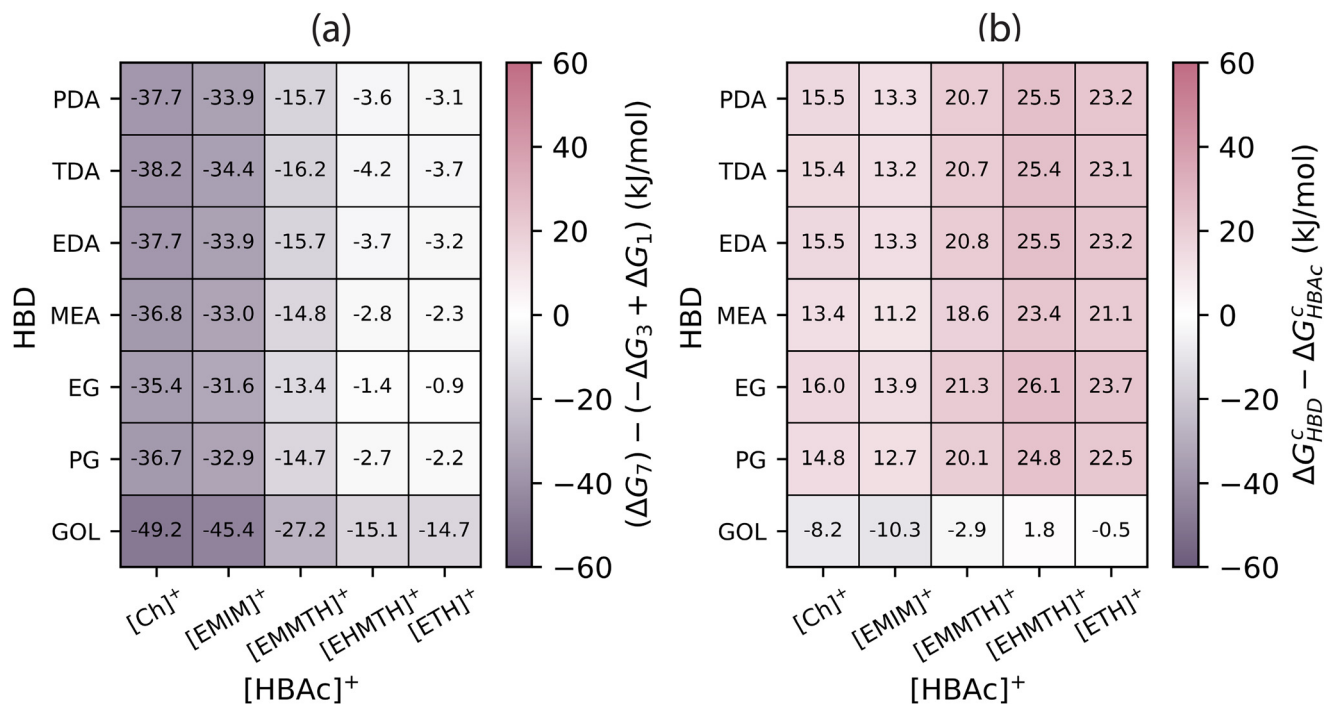 (a)
(b)
HBD
PDA -37.7 -33.9 -15.7 -3.6 -3.1
TDA -38.2 -34.4 -16.2 -4.2 -3.7
EDA -37.7 -33.9 -15.7 -3.7 -3.2
MEA -36.8 -33.0 -14.8 -2.8 -2.3
EG -35.4 -31.6 -13.4 -1.4 -0.9
PG -36.7 -32.9 -14.7 -2.7 -2.2
GOL -49.2 -45.4 -27.2 -15.1 -14.7
[Ch]⁺ [EMIM]⁺ [EMMTH]⁺ [EHMTH]⁺ [ETH]⁺
[HBAc]⁺
60
40
20
0
−20
−40
−60
(ΔG₇) − (−ΔG₃ + ΔG₁) (kJ/mol)
HBD
PDA 15.5 13.3 20.7 25.5 23.2
TDA 15.4 13.2 20.7 25.4 23.1
EDA 15.5 13.3 20.8 25.5 23.2
MEA 13.4 11.2 18.6 23.4 21.1
EG 16.0 13.9 21.3 26.1 23.7
PG 14.8 12.7 20.1 24.8 22.5
GOL -8.2 -10.3 -2.9 1.8 -0.5
[Ch]⁺ [EMIM]⁺ [EMMTH]⁺ [EHMTH]⁺ [ETH]⁺
[HBAc]⁺
60
40
20
0
−20
−40
−60
ΔG^c_HBD − ΔG^c_HBAc (kJ/mol)